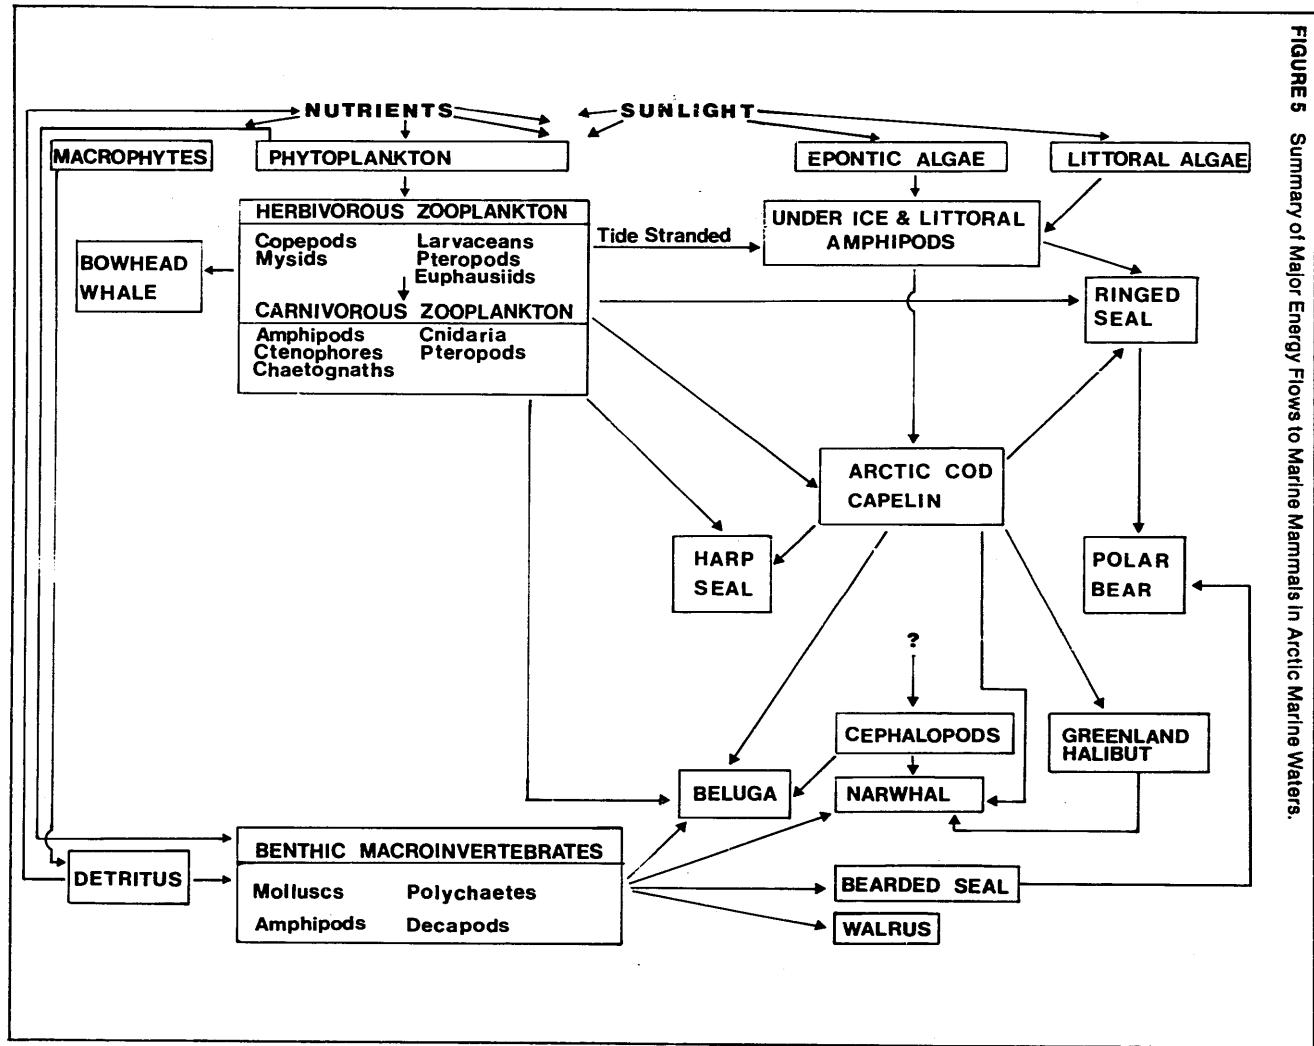 FIGURE 5 Summary of Major Energy Flows to Marine Mammals in Arctic Marine Waters.
NUTRIENTS
SUNLIGHT
MACROPHYTES
PHYTOPLANKTON
EPONTIC ALGAE
LITTORAL ALGAE
HERBIVOROUS ZOOPLANKTON
Copepods Larvaceans
Mysids Pteropods
Euphausiids
CARNIVOROUS ZOOPLANKTON
Amphipods Cnidaria
Ctenophores Pteropods
Chaetognaths
Tide Stranded
UNDER ICE & LITTORAL
AMPHIPODS
BOWHEAD
WHALE
RINGED
SEAL
ARCTIC COD
CAPELIN
HARP
SEAL
POLAR
BEAR
?
CEPHALOPODS
GREENLAND
HALIBUT
BELUGA
NARWHAL
BENTHIC MACROINVERTEBRATES
Molluscs Polychaetes
Amphipods Decapods
DETRITUS
BEARDED SEAL
WALRUS